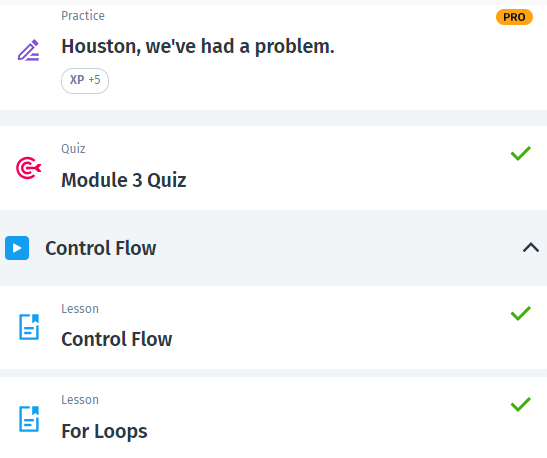 Practice
PRO
Houston, we've had a problem.
XP +5
Quiz
Module 3 Quiz
Control Flow
Lesson
Control Flow
Lesson
For Loops